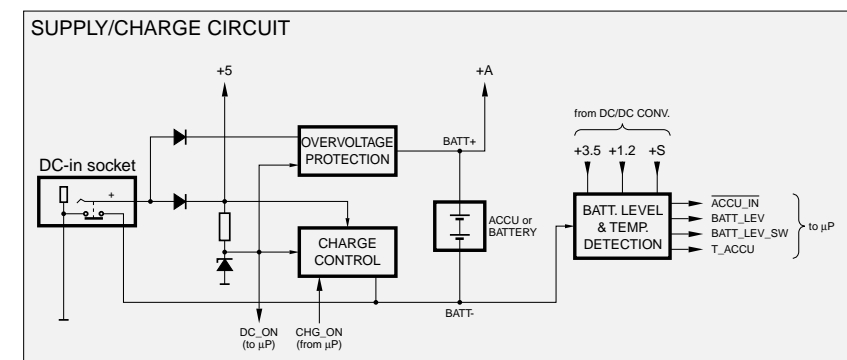 SUPPLY/CHARGE CIRCUIT
+5
+A
from DC/DC CONV.
+3.5 +1.2 +S
OVERVOLTAGE
PROTECTION
BATT+
DC-in socket
+
ACCU or
BATTERY
BATT. LEVEL
& TEMP.
DETECTION
ACCU_IN
BATT_LEV
BATT_LEV_SW
T_ACCU
to µP
CHARGE
CONTROL
BATT-
DC_ON
(to µP)
CHG_ON
(from µP)